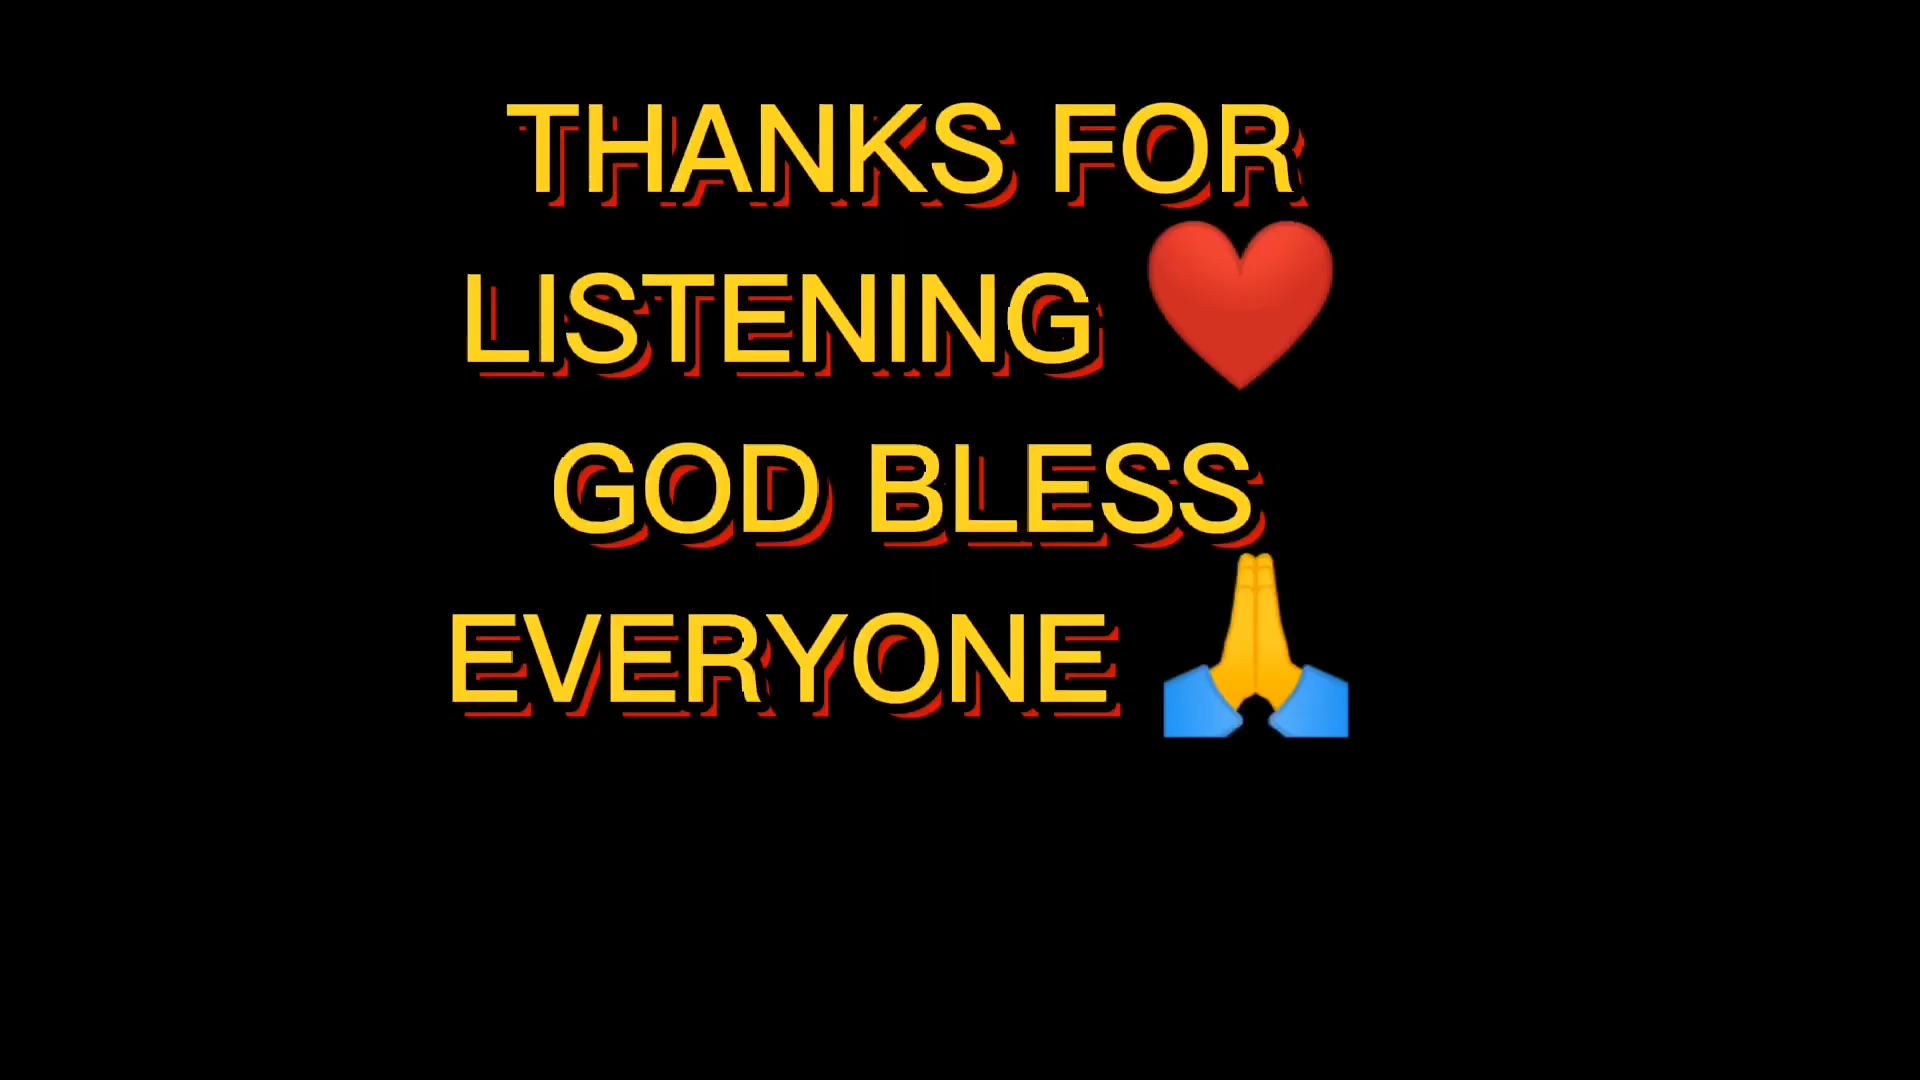 THANKS FOR
LISTENING ❤️
GOD BLESS
EVERYONE 🙏